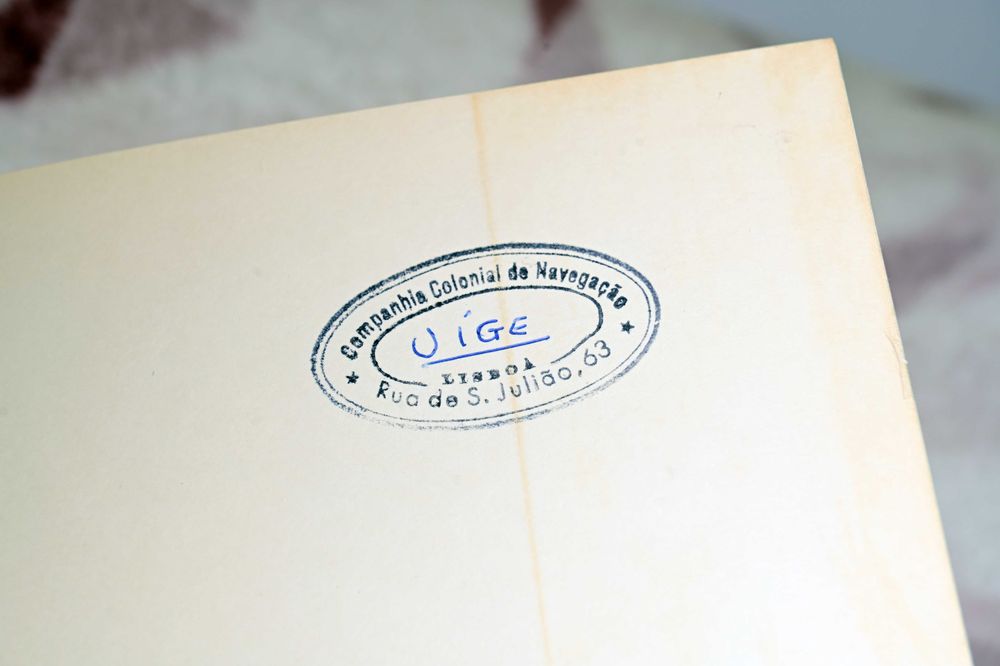 Companhia Colonial de Navegação
UÍGE
LISBOA
Rua de S. Julião, 63